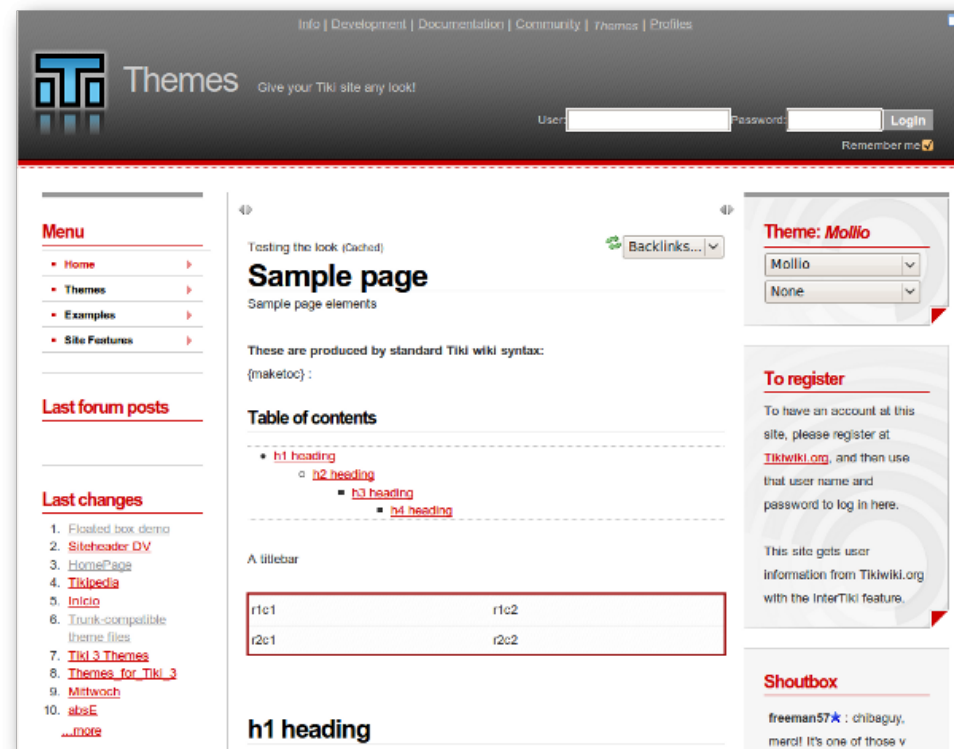 Info | Development | Documentation | Community | Themes | Profiles
Themes Give your Tiki site any look!
User: Password: Login
Remember me
Menu
Home
Themes
Examples
Site Features
Last forum posts
Last changes
1. Floated box demo
2. Siteheader DV
3. HomePage
4. Tikipedia
5. Inicio
6. Trunk-compatible
theme files
7. Tiki 3 Themes
8. Themes_for_Tiki_3
9. Mittwoch
10. absE
...more
Testing the look (Cached)
Backlinks...
Sample page
Sample page elements
These are produced by standard Tiki wiki syntax:
{maketoc} :
Table of contents
h1 heading
h2 heading
h3 heading
h4 heading
A titlebar
r1c1 r1c2
r2c1 r2c2
h1 heading
Theme: Mollio
Mollio
None
To register
To have an account at this
site, please register at
Tikiwiki.org, and then use
that user name and
password to log in here.
This site gets user
information from Tikiwiki.org
with the InterTiki feature.
Shoutbox
freeman57 : chibaguy,
merci! It's one of those v